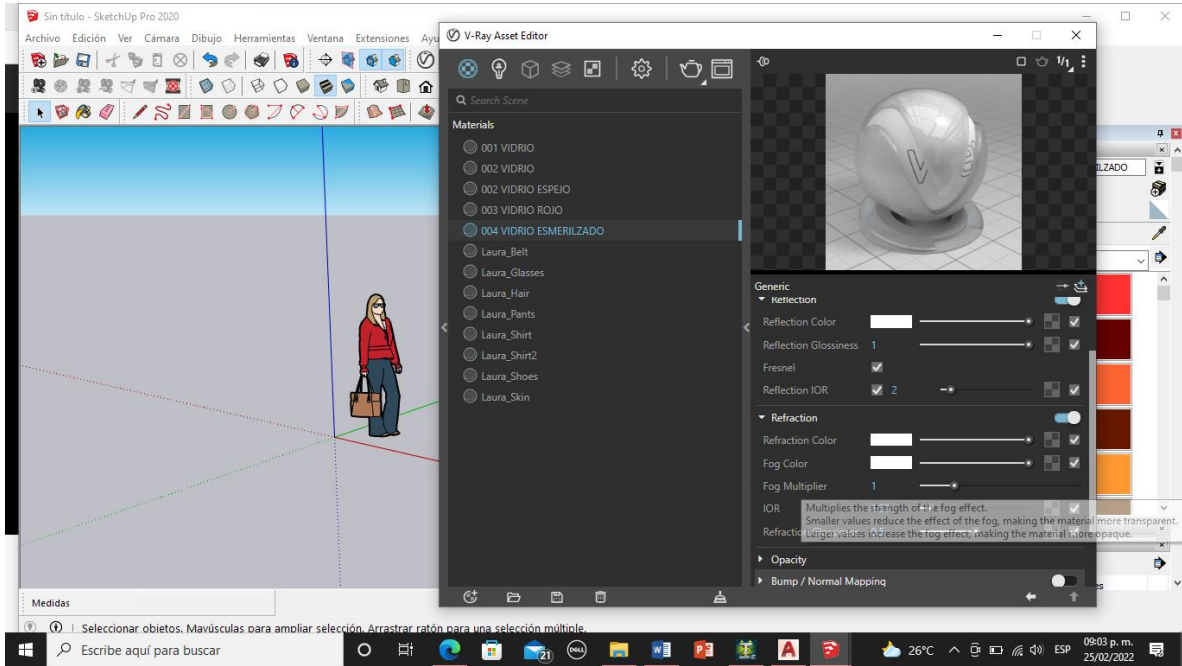 Sin título - SketchUp Pro 2020
Archivo Edición Ver Cámara Dibujo Herramientas Ventana Extensiones Ayu
V-Ray Asset Editor
1/1
Search Scene
Materials
001 VIDRIO
002 VIDRIO
002 VIDRIO ESPEJO
003 VIDRIO ROJO
004 VIDRIO ESMERILZADO
Laura_Belt
Laura_Glasses
Laura_Hair
Laura_Pants
Laura_Shirt
Laura_Shirt2
Laura_Shoes
Laura_Skin
ILZADO
Generic
Reflection
Reflection Color
Reflection Glossiness 1
Fresnel
Reflection IOR 2
Refraction
Refraction Color
Fog Color
Fog Multiplier 1
IOR
Multiplies the strength of the fog effect.
Smaller values reduce the effect of the fog, making the material more transparent.
Larger values increase the fog effect, making the material more opaque.
Opacity
Bump / Normal Mapping
Medidas
Seleccionar objetos. Mayúsculas para ampliar selección. Arrastrar ratón para una selección múltiple.
Escribe aquí para buscar
21
DELL
26°C
ESP
09:03 p. m.
25/02/2022